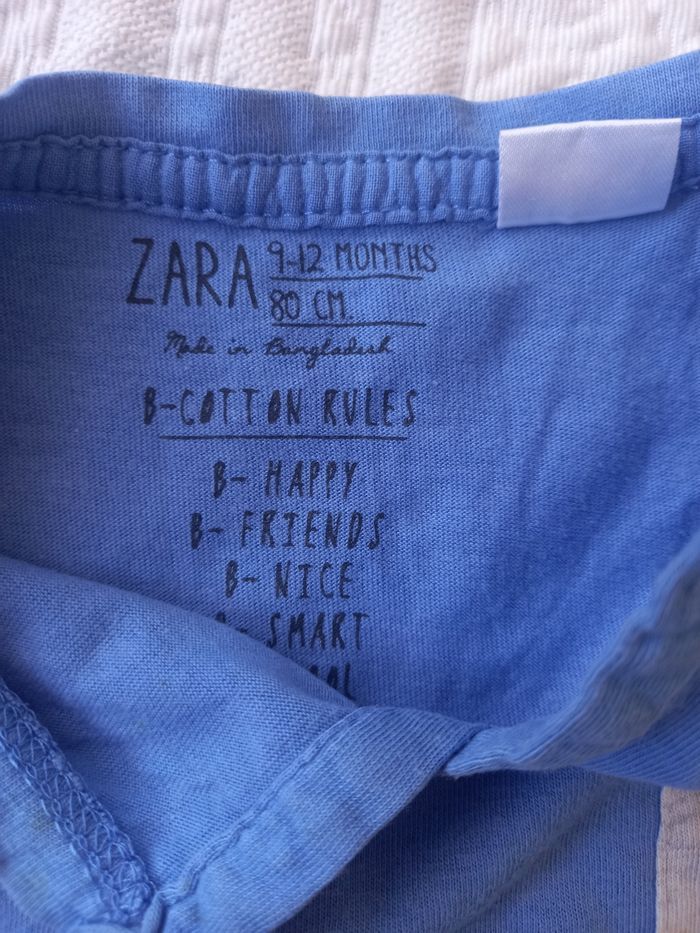 ZARA 9-12 MONTHS
80 CM.
Made in Bangladesh
B-COTTON RULES
B- HAPPY
B- FRIENDS
B- NICE
B- SMART